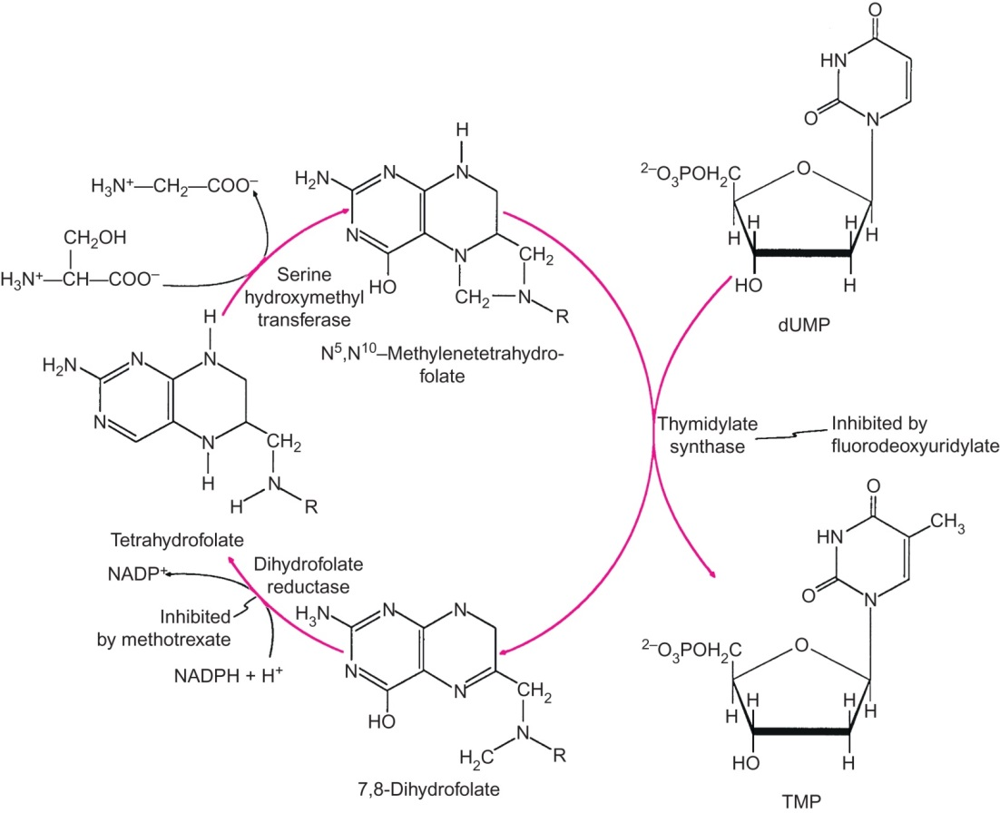 O
HN
O
N
2–O3POH2C
O
H
H
H
H
HO
H
dUMP
H
H2N
N
N
N
N
HO
CH2
CH2
N
R
N5,N10–Methylenetetrahydro-
folate
H3N+—CH2—COO–
CH2OH
H3N+—CH—COO–
Serine
hydroxymethyl
transferase
H
H2N
N
N
N
N
H
CH2
H
N
R
Tetrahydrofolate
Thymidylate
synthase
Inhibited by
fluorodeoxyuridylate
NADP+
Dihydrofolate
reductase
Inhibited
by methotrexate
NADPH + H+
H3N
N
N
N
N
HO
CH2
N
H2C
R
7,8-Dihydrofolate
O
CH3
HN
O
N
2–O3POH2C
O
H
H
H
H
HO
H
TMP